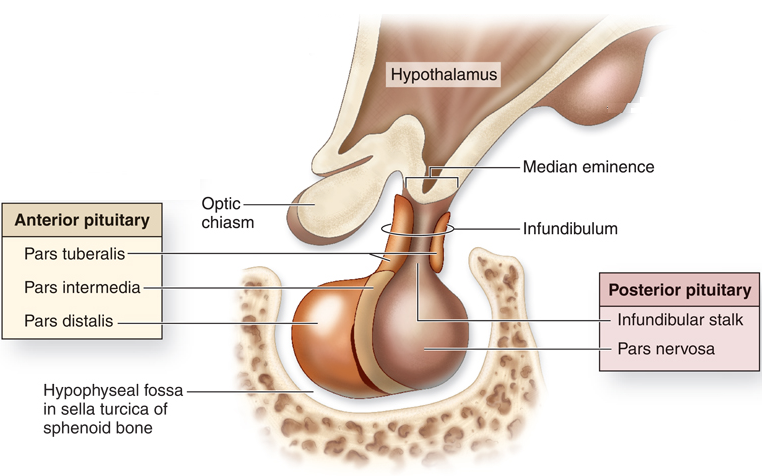 Hypothalamus
Median eminence
Optic
chiasm
Infundibulum
Anterior pituitary
Pars tuberalis
Pars intermedia
Pars distalis
Posterior pituitary
Infundibular stalk
Pars nervosa
Hypophyseal fossa
in sella turcica of
sphenoid bone